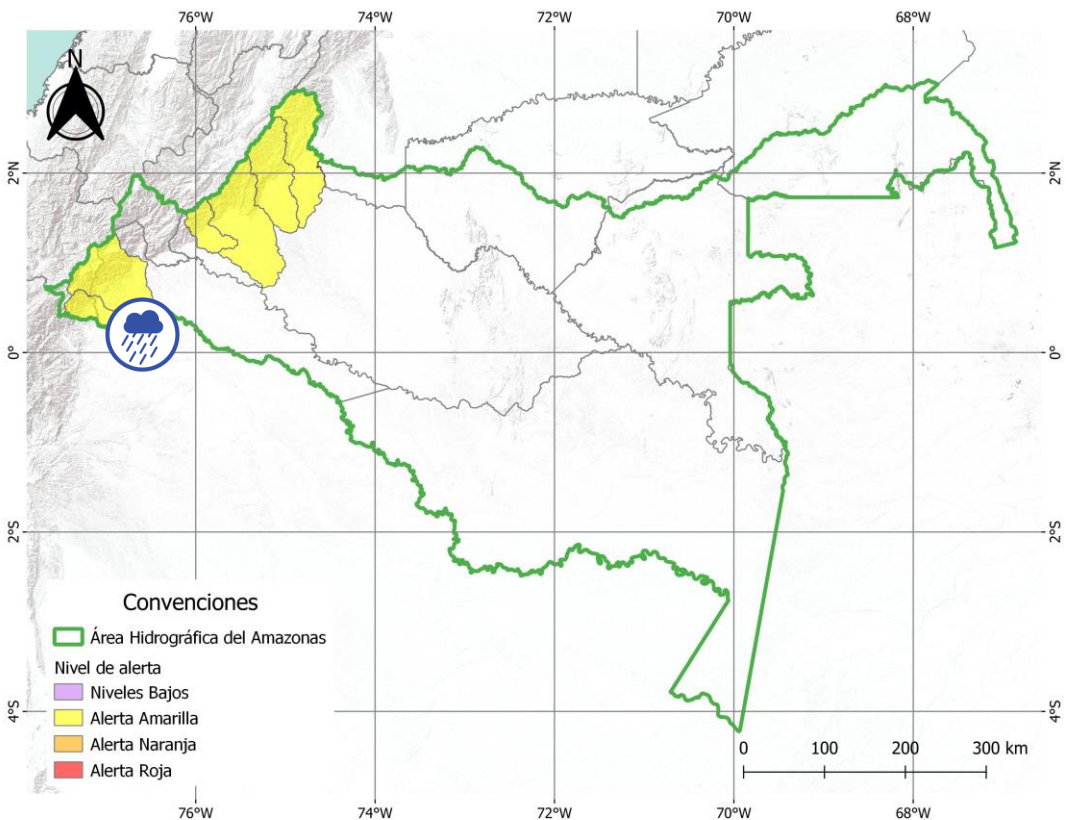 76°W 74°W 72°W 70°W 68°W
N
2°N 2°N
0° 0°
2°S 2°S
Convenciones
Área Hidrográfica del Amazonas
Nivel de alerta
Niveles Bajos
4°S 4°S
Alerta Amarilla
Alerta Naranja
Alerta Roja
0 100 200 300 km
76°W 74°W 72°W 70°W 68°W